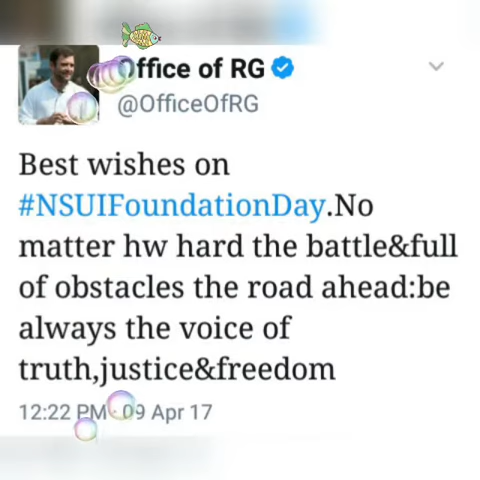 Office of RG
@OfficeOfRG
Best wishes on
#NSUIFoundationDay.No
matter hw hard the battle&full
of obstacles the road ahead:be
always the voice of
truth,justice&freedom
12:22 PM 09 Apr 17